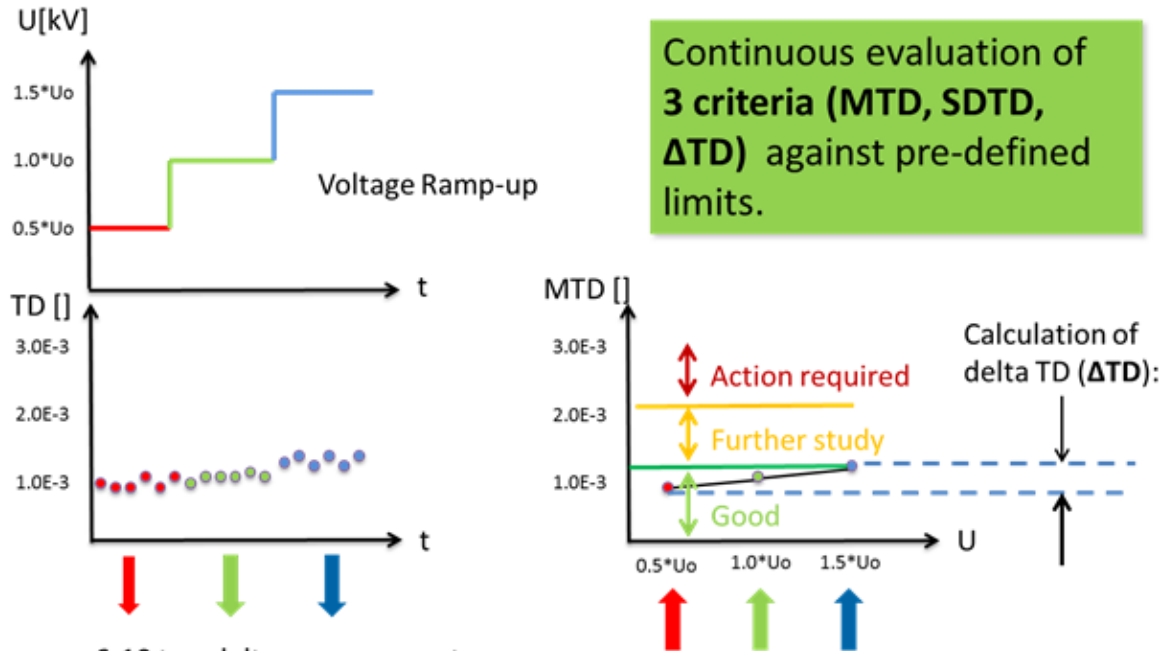 U[kV]
1.5*Uo
1.0*Uo
0.5*Uo
Voltage Ramp-up
t
Continuous evaluation of
3 criteria (MTD, SDTD,
ΔTD) against pre-defined
limits.
TD []
3.0E-3
2.0E-3
1.0E-3
t
MTD []
3.0E-3
2.0E-3
1.0E-3
Action required
Further study
Good
U
0.5*Uo
1.0*Uo
1.5*Uo
Calculation of
delta TD (ΔTD):